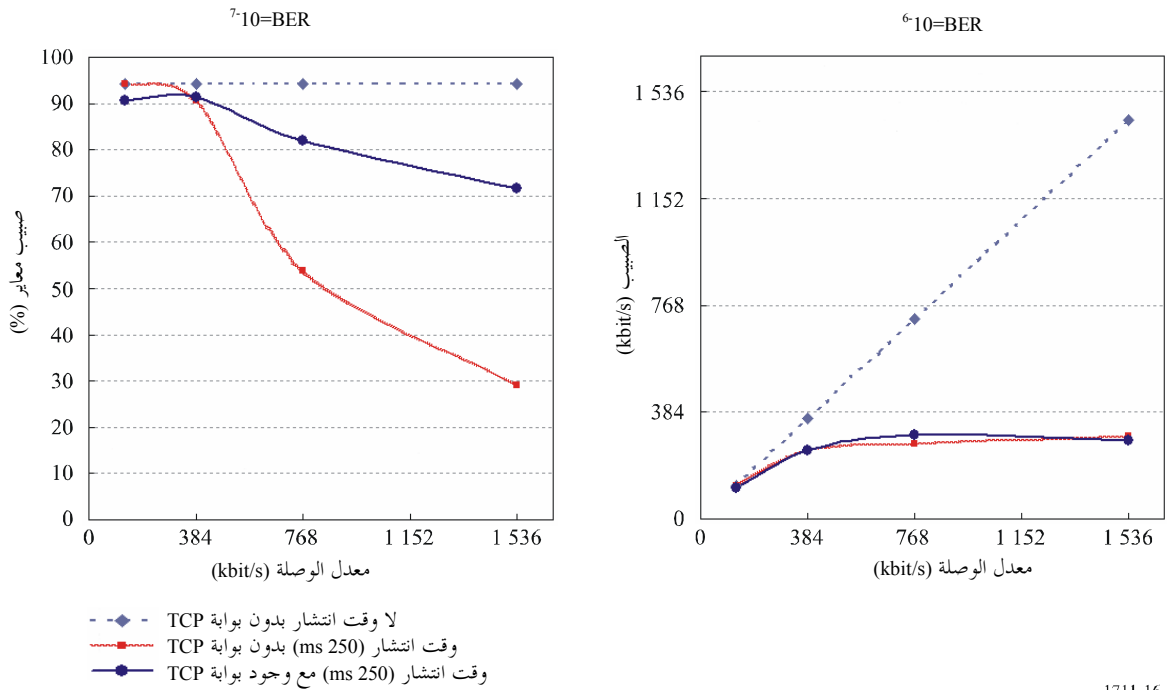 ⁷⁻10=BER
100
90
80
70
60
50
40
30
20
10
0
صبيب معاير (%)
0 384 768 1 152 1 536
معدل الوصلة (kbit/s)
⁶⁻10=BER
1 536
1 152
768
384
0
الصبيب (kbit/s)
0 384 768 1 152 1 536
معدل الوصلة (kbit/s)
لا وقت انتشار بدون بوابة TCP
وقت انتشار (ms 250) بدون بوابة TCP
وقت انتشار (ms 250) مع وجود بوابة TCP
1711-16